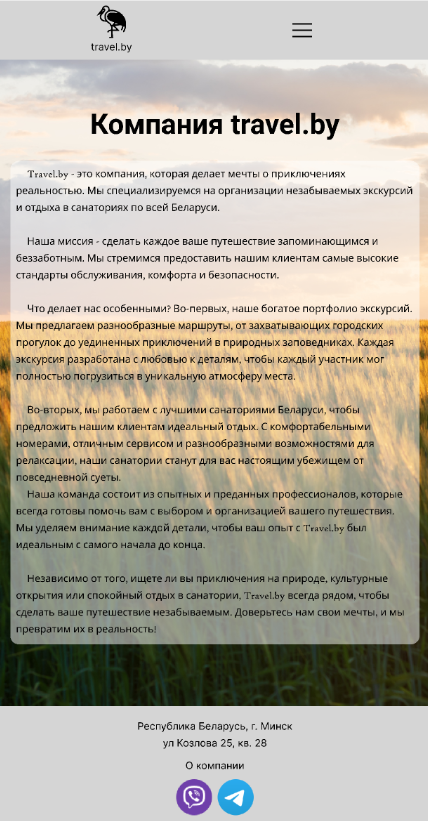 travel.by
Компания travel.by
Travel.by - это компания, которая делает мечты о приключениях
реальностью. Мы специализируемся на организации незабываемых экскурсий
и отдыха в санаториях по всей Беларуси.
Наша миссия - сделать каждое ваше путешествие запоминающимся и
беззаботным. Мы стремимся предоставить нашим клиентам самые высокие
стандарты обслуживания, комфорта и безопасности.
Что делает нас особенными? Во-первых, наше богатое портфолио экскурсий.
Мы предлагаем разнообразные маршруты, от захватывающих городских
прогулок до уединенных приключений в природных заповедниках. Каждая
экскурсия разработана с любовью к деталям, чтобы каждый участник мог
полностью погрузиться в уникальную атмосферу места.
Во-вторых, мы работаем с лучшими санаториями Беларуси, чтобы
предложить нашим клиентам идеальный отдых. С комфортабельными
номерами, отличным сервисом и разнообразными возможностями для
релаксации, наши санатории станут для вас настоящим убежищем от
повседневной суеты.
Наша команда состоит из опытных и преданных профессионалов, которые
всегда готовы помочь вам с выбором и организацией вашего путешествия.
Мы уделяем внимание каждой детали, чтобы ваш опыт с Travel.by был
идеальным с самого начала до конца.
Независимо от того, ищете ли вы приключения на природе, культурные
открытия или спокойный отдых в санатории, Travel.by всегда рядом, чтобы
сделать ваше путешествие незабываемым. Доверьтесь нам свои мечты, и мы
превратим их в реальность!
Республика Беларусь, г. Минск
ул Козлова 25, кв. 28
О компании